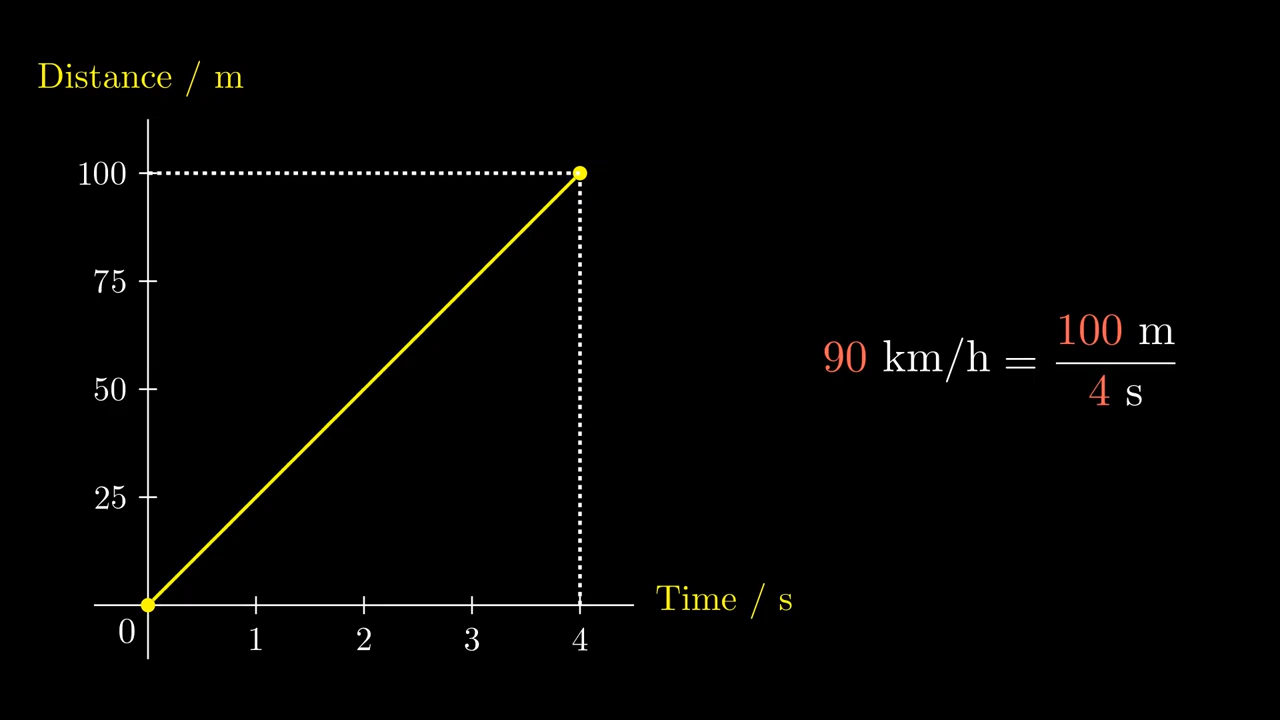 Distance / m
100
75
50
25
0
1 2 3 4
Time / s
90 km/h = 100 m / 4 s